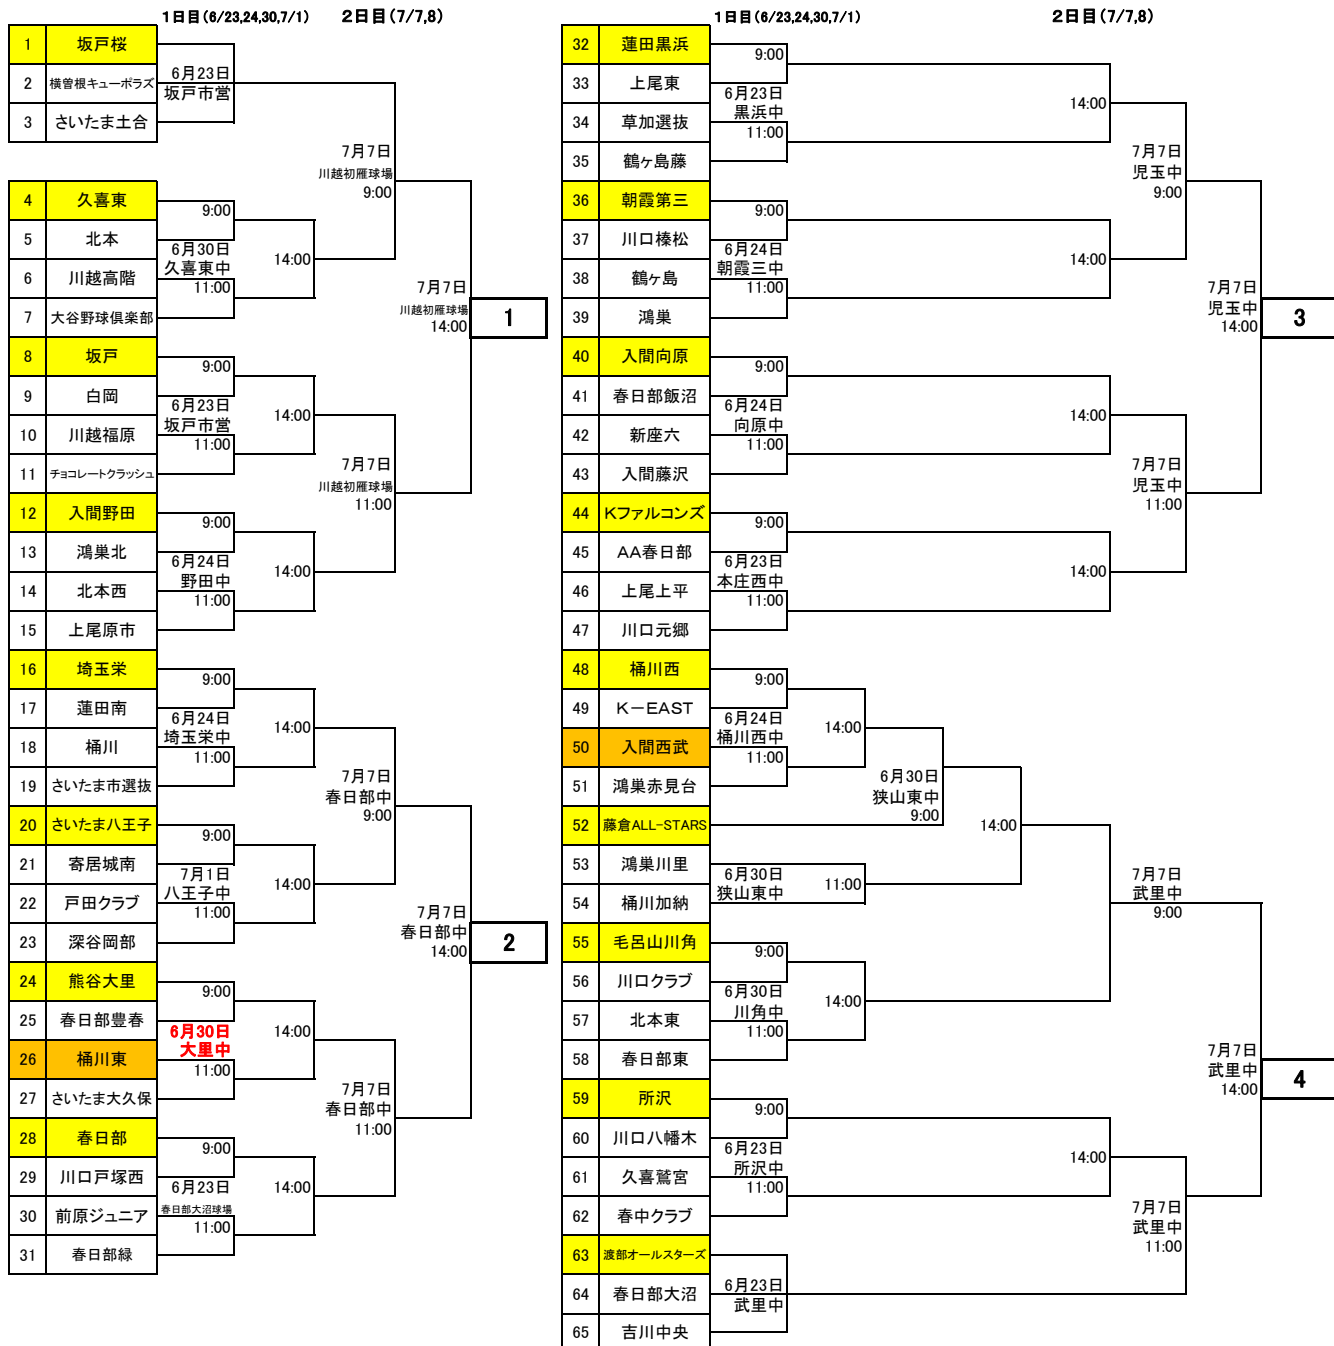 1日目(6/23,24,30,7/1)
2日目(7/7,8)
1 坂戸桜
2 横曽根キューポラズ
3 さいたま土合
6月23日
坂戸市営
4 久喜東
5 北本
6 川越高階
7 大谷野球倶楽部
9:00
6月30日
久喜東中
11:00
14:00
7月7日
川越初雁球場
9:00
8 坂戸
9 白岡
10 川越福原
11 チョコレートクラッシュ
9:00
6月23日
坂戸市営
11:00
14:00
12 入間野田
13 鴻巣北
14 北本西
15 上尾原市
9:00
6月24日
野田中
11:00
14:00
7月7日
川越初雁球場
11:00
7月7日
川越初雁球場
14:00
1
16 埼玉栄
17 蓮田南
18 桶川
19 さいたま市選抜
9:00
6月24日
埼玉栄中
11:00
14:00
20 さいたま八王子
21 寄居城南
22 戸田クラブ
23 深谷岡部
9:00
7月1日
八王子中
11:00
14:00
7月7日
春日部中
9:00
24 熊谷大里
25 春日部豊春
26 桶川東
27 さいたま大久保
9:00
6月30日
大里中
11:00
14:00
28 春日部
29 川口戸塚西
30 前原ジュニア
31 春日部緑
9:00
6月23日
春日部大沼球場
11:00
14:00
7月7日
春日部中
11:00
7月7日
春日部中
14:00
2
1日目(6/23,24,30,7/1)
2日目(7/7,8)
32 蓮田黒浜
33 上尾東
34 草加選抜
35 鶴ヶ島藤
9:00
6月23日
黒浜中
11:00
14:00
36 朝霞第三
37 川口榛松
38 鶴ヶ島
39 鴻巣
9:00
6月24日
朝霞三中
11:00
14:00
7月7日
児玉中
9:00
40 入間向原
41 春日部飯沼
42 新座六
43 入間藤沢
9:00
6月24日
向原中
11:00
14:00
44 Kファルコンズ
45 AA春日部
46 上尾上平
47 川口元郷
9:00
6月23日
本庄西中
11:00
14:00
7月7日
児玉中
11:00
7月7日
児玉中
14:00
3
48 桶川西
49 K-EAST
50 入間西武
51 鴻巣赤見台
9:00
6月24日
桶川西中
11:00
14:00
52 藤倉ALL-STARS
6月30日
狭山東中
9:00
53 鴻巣川里
54 桶川加納
6月30日
狭山東中
11:00
14:00
55 毛呂山川角
56 川口クラブ
57 北本東
58 春日部東
9:00
6月30日
川角中
11:00
14:00
7月7日
武里中
9:00
59 所沢
60 川口八幡木
61 久喜鷲宮
62 春中クラブ
9:00
6月23日
所沢中
11:00
14:00
63 渡部オールスターズ
64 春日部大沼
65 吉川中央
6月23日
武里中
7月7日
武里中
11:00
7月7日
武里中
14:00
4